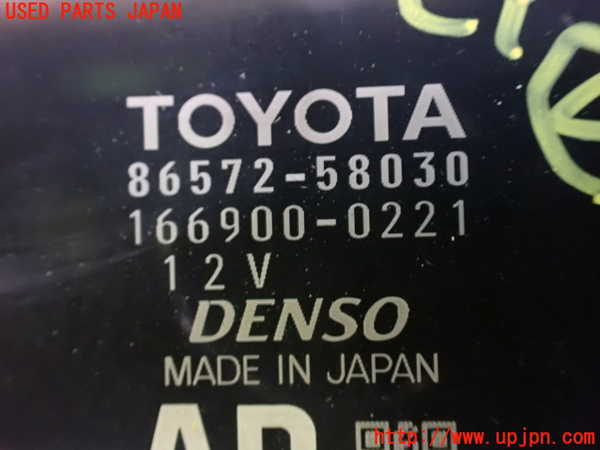 USED PARTS JAPAN
TOYOTA
86572-58030
166900-0221
12V
DENSO
MADE IN JAPAN
http://www.upjpn.com/